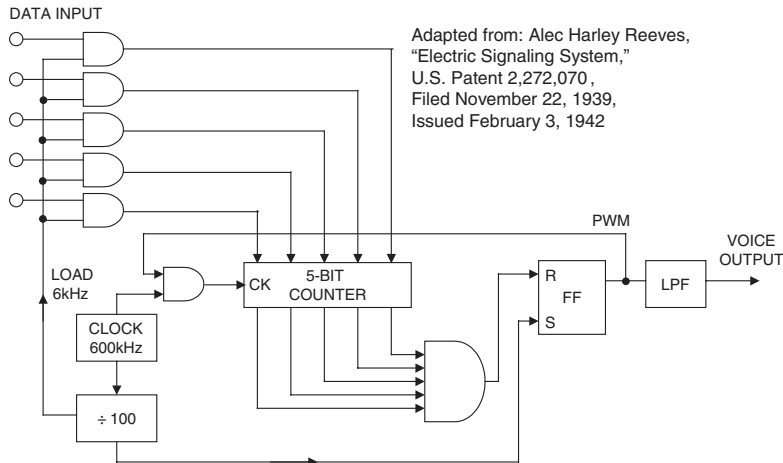 DATA INPUT
Adapted from: Alec Harley Reeves,
“Electric Signaling System,”
U.S. Patent 2,272,070 ,
Filed November 22, 1939,
Issued February 3, 1942
PWM
VOICE
OUTPUT
LOAD
6kHz
CK
5-BIT
COUNTER
R
FF
S
LPF
CLOCK
600kHz
÷ 100